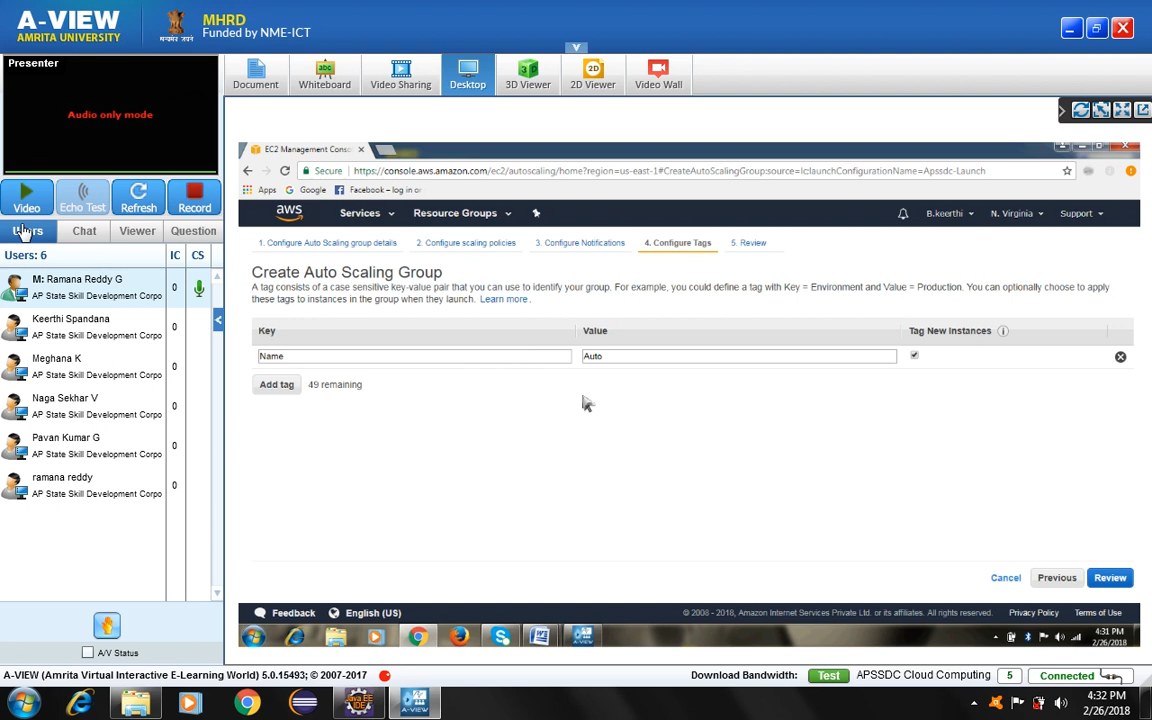 A-VIEW
AMRITA UNIVERSITY
MHRD
Funded by NME-ICT
Presenter
Audio only mode
Document
Whiteboard
Video Sharing
Desktop
3D Viewer
2D Viewer
Video Wall
Video
Echo Test
Refresh
Record
Users
Chat
Viewer
Question
Users: 6
IC
CS
M: Ramana Reddy G
AP State Skill Development Corpo
0
Keerthi Spandana
AP State Skill Development Corpo
0
Meghana K
AP State Skill Development Corpo
0
Naga Sekhar V
AP State Skill Development Corpo
0
Pavan Kumar G
AP State Skill Development Corpo
0
ramana reddy
AP State Skill Development Corpo
0
A/V Status
EC2 Management Conso
Secure
https://console.aws.amazon.com/ec2/autoscaling/home?region=us-east-1#CreateAutoScalingGroup:source=lclaunchConfigurationName=Apssdc-Launch
Apps
Google
Facebook – log in or
aws
Services
Resource Groups
B.keerthi
N. Virginia
Support
1. Configure Auto Scaling group details
2. Configure scaling policies
3. Configure Notifications
4. Configure Tags
5. Review
Create Auto Scaling Group
A tag consists of a case sensitive key-value pair that you can use to identify your group. For example, you could define a tag with Key = Environment and Value = Production. You can optionally choose to apply
these tags to instances in the group when they launch. Learn more.
Key
Value
Tag New Instances
Name
Auto
Add tag
49 remaining
Cancel
Previous
Review
Feedback
English (US)
© 2008 - 2018, Amazon Internet Services Private Ltd. or its affiliates. All rights reserved.
Privacy Policy
Terms of Use
4:31 PM
2/26/2018
A-VIEW (Amrita Virtual Interactive E-Learning World) 5.0.15493; © 2007-2017
Download Bandwidth:
Test
APSSDC Cloud Computing
5
Connected
4:32 PM
2/26/2018